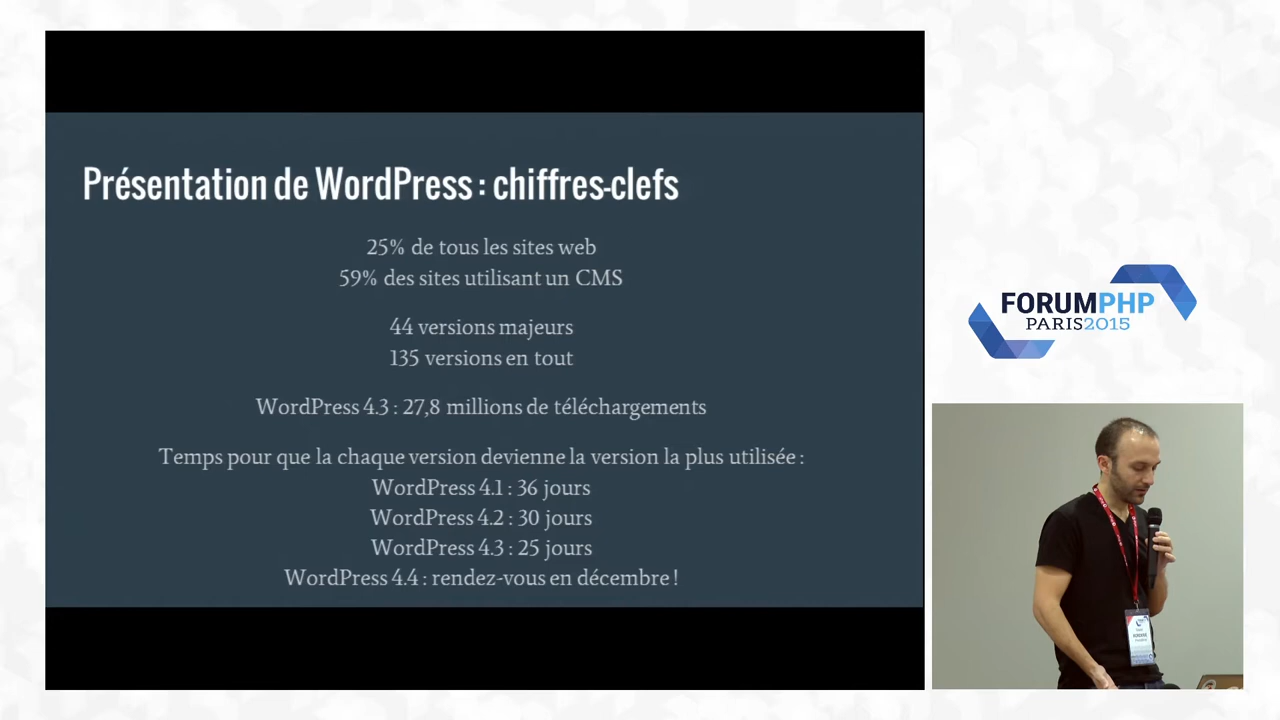 Présentation de WordPress : chiffres-clefs
25% de tous les sites web
59% des sites utilisant un CMS
44 versions majeurs
135 versions en tout
WordPress 4.3 : 27,8 millions de téléchargements
Temps pour que la chaque version devienne la version la plus utilisée :
WordPress 4.1 : 36 jours
WordPress 4.2 : 30 jours
WordPress 4.3 : 25 jours
WordPress 4.4 : rendez-vous en décembre !
FORUMPHP
PARIS2015